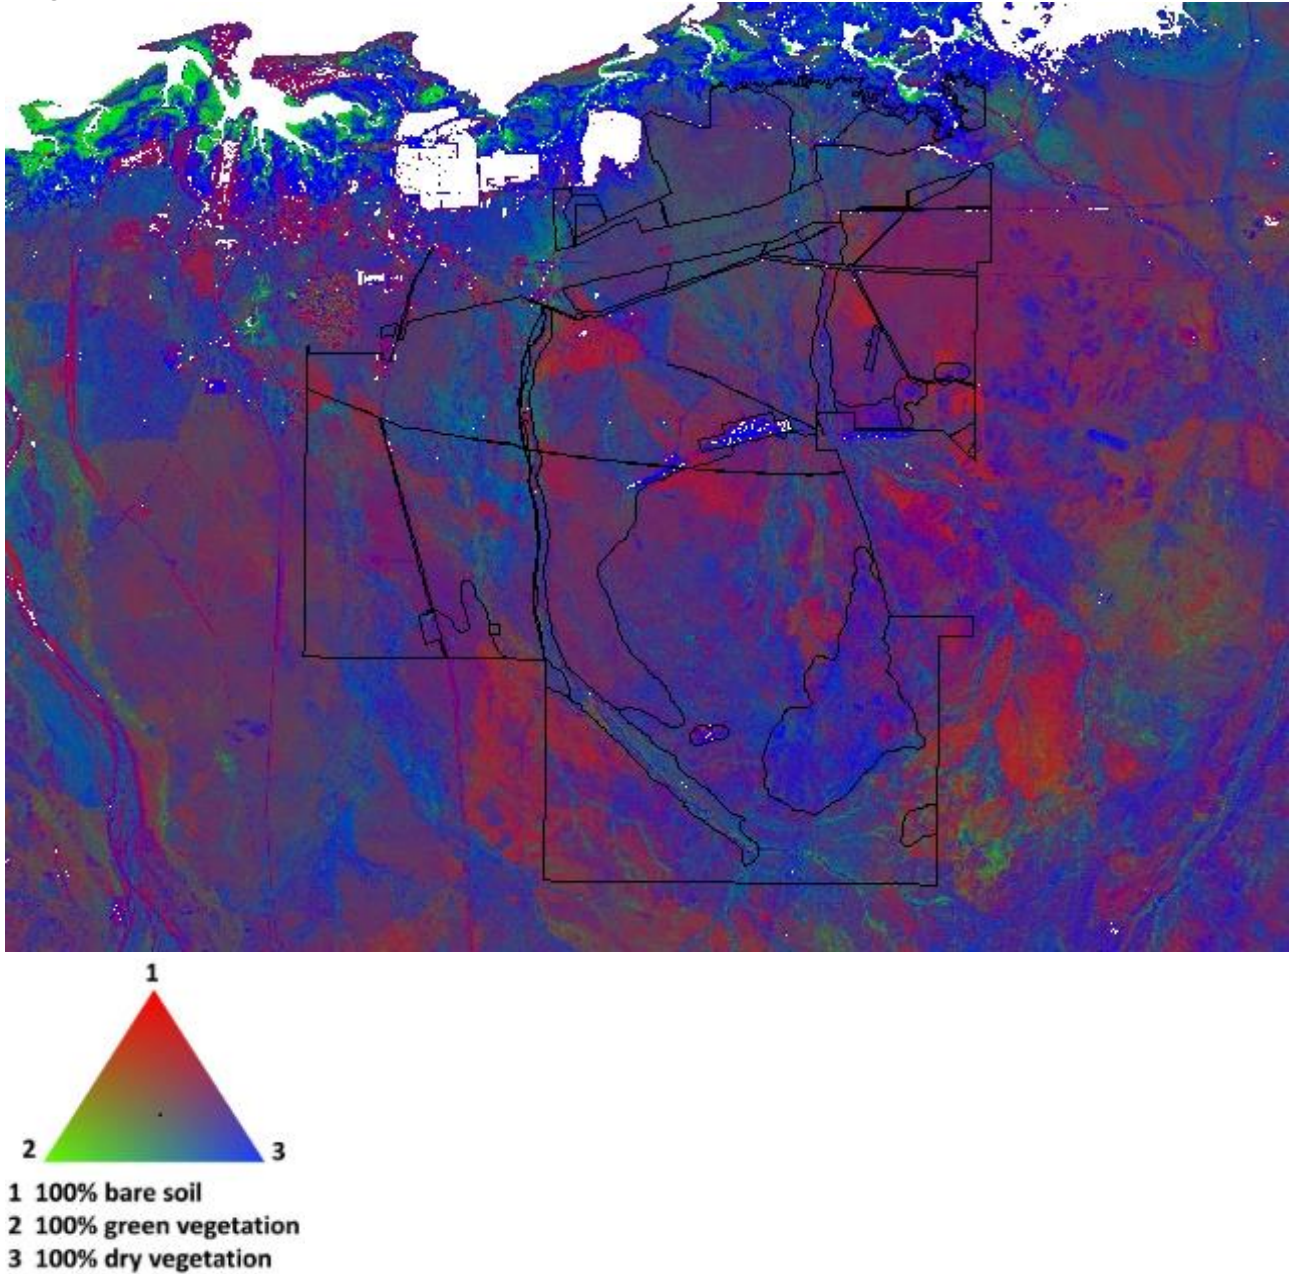 1
2
3
1 100% bare soil
2 100% green vegetation
3 100% dry vegetation